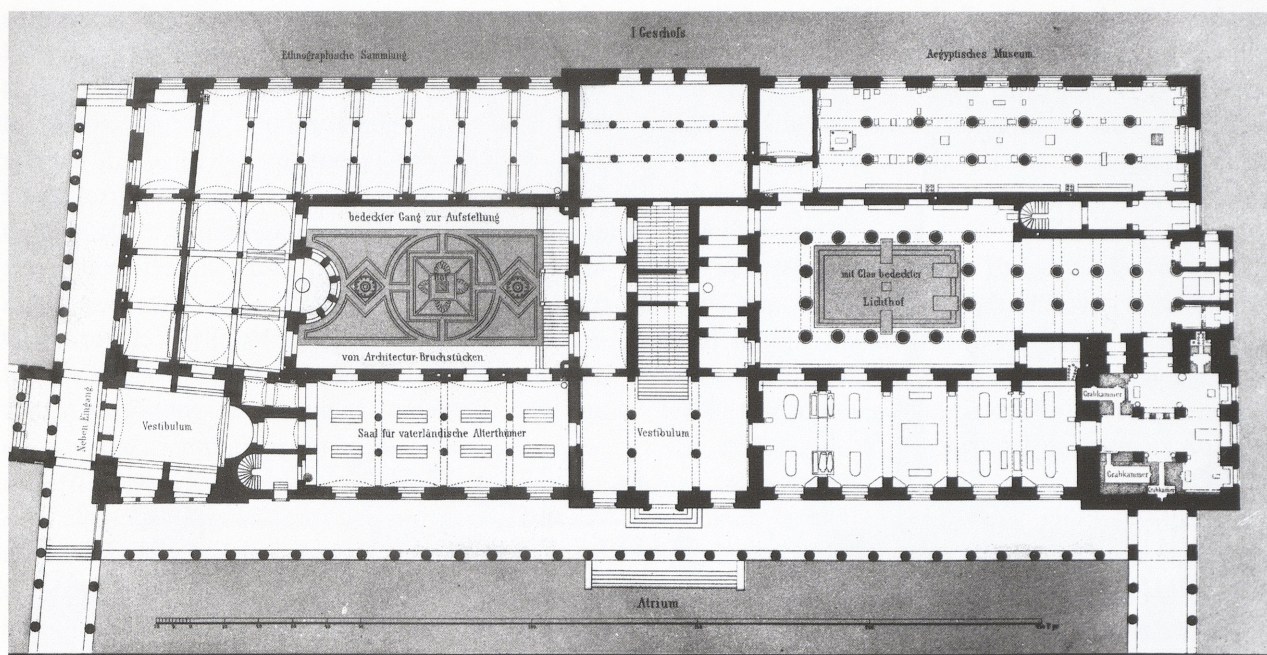 I Geschoſs
Ethnographische Sammlung.
Aegyptisches Museum.
bedeckter Gang zur Aufstellung
mit Glas bedeckter
Lichthof
von Architectur-Bruchstücken.
Neben Eingang
Vestibulum
Saal für vaterländische Alterthümer
Vestibulum
Grabkammer
Grabkammer
Grabkammer
Atrium